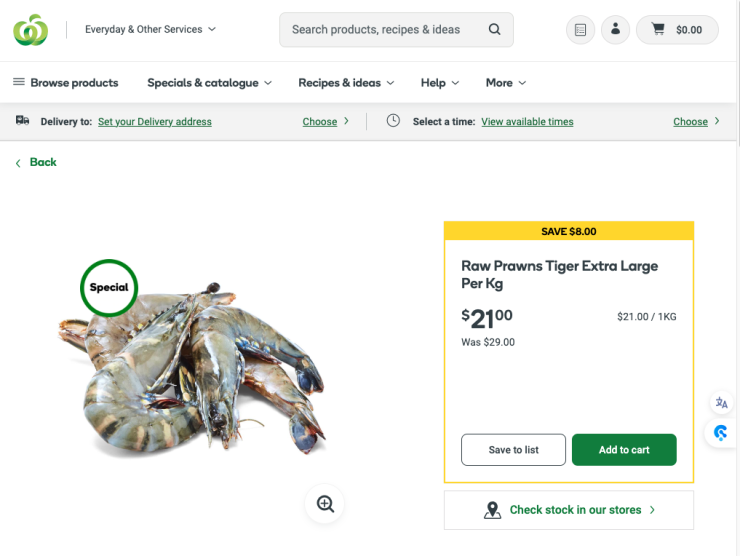 Everyday & Other Services
Search products, recipes & ideas
$0.00
Browse products
Specials & catalogue
Recipes & ideas
Help
More
Delivery to: Set your Delivery address
Choose
Select a time: View available times
Choose
Back
Special
SAVE $8.00
Raw Prawns Tiger Extra Large
Per Kg
$21.00
$21.00 / 1KG
Was $29.00
Save to list
Add to cart
Check stock in our stores